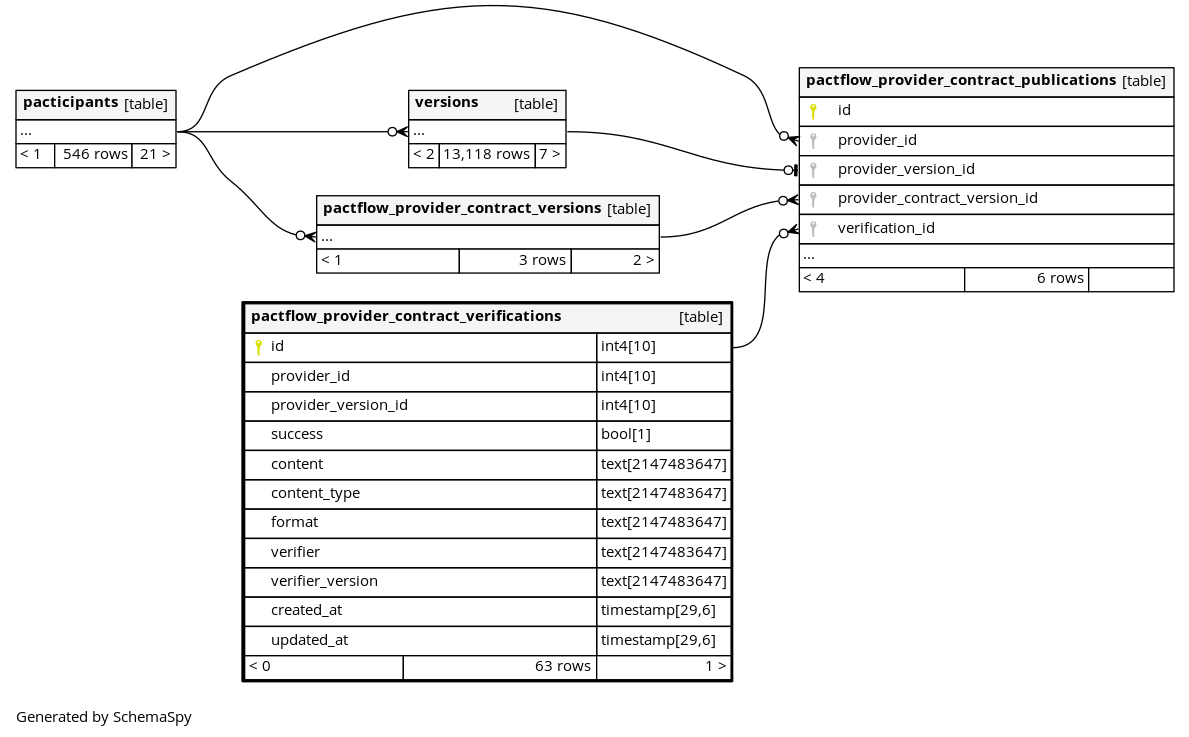 pacticipants [table]
...
< 1 546 rows 21 >
versions [table]
...
< 2 13,118 rows 7 >
pactflow_provider_contract_publications [table]
id
provider_id
provider_version_id
provider_contract_version_id
verification_id
...
< 4 6 rows
pactflow_provider_contract_versions [table]
...
< 1 3 rows 2 >
pactflow_provider_contract_verifications [table]
id int4[10]
provider_id int4[10]
provider_version_id int4[10]
success bool[1]
content text[2147483647]
content_type text[2147483647]
format text[2147483647]
verifier text[2147483647]
verifier_version text[2147483647]
created_at timestamp[29,6]
updated_at timestamp[29,6]
< 0 63 rows 1 >
Generated by SchemaSpy